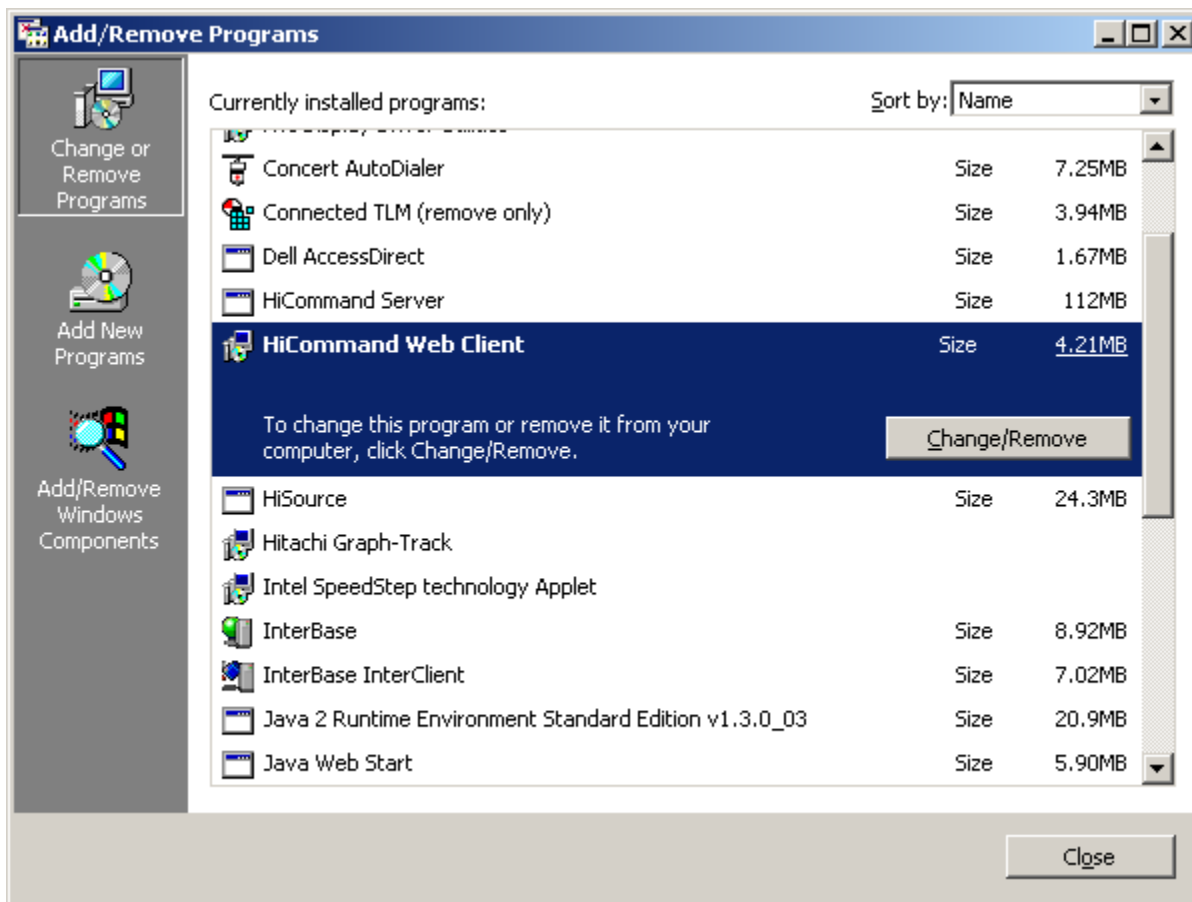 Add/Remove Programs
Change or
Remove
Programs
Add New
Programs
Add/Remove
Windows
Components
Currently installed programs:
Sort by: Name
Concert AutoDialer Size 7.25MB
Connected TLM (remove only) Size 3.94MB
Dell AccessDirect Size 1.67MB
HiCommand Server Size 112MB
HiCommand Web Client Size 4.21MB
To change this program or remove it from your
computer, click Change/Remove.
Change/Remove
HiSource Size 24.3MB
Hitachi Graph-Track
Intel SpeedStep technology Applet
InterBase Size 8.92MB
InterBase InterClient Size 7.02MB
Java 2 Runtime Environment Standard Edition v1.3.0_03 Size 20.9MB
Java Web Start Size 5.90MB
Close